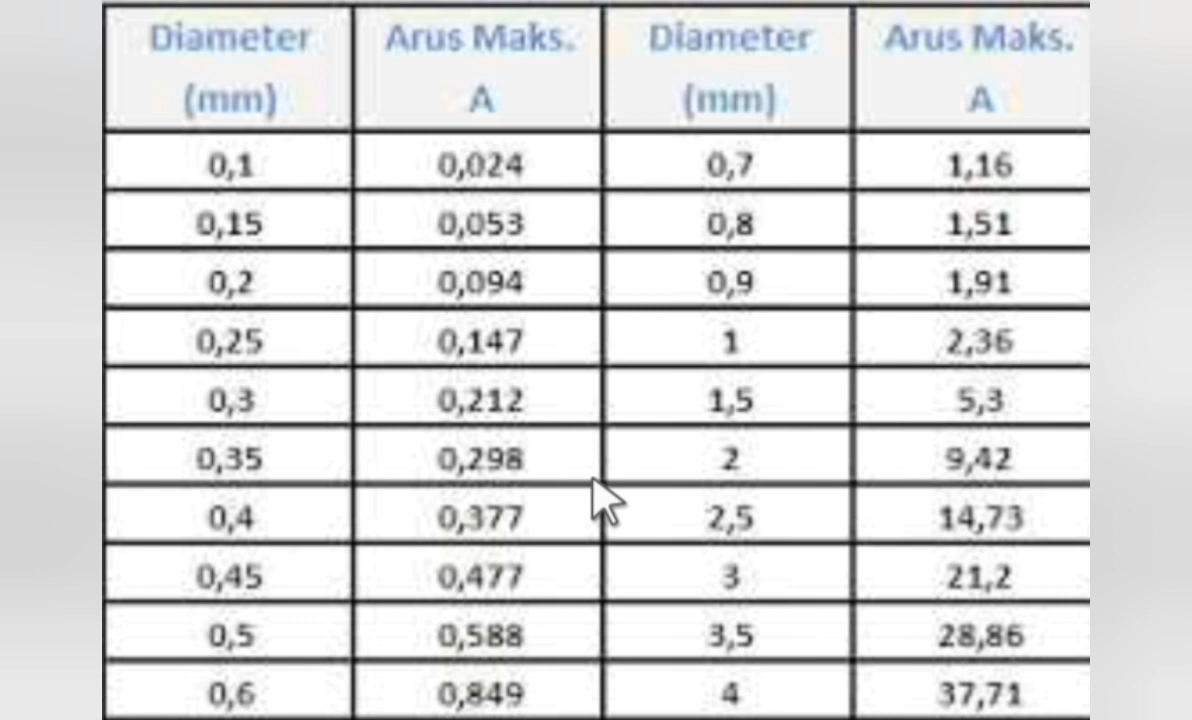 Diameter (mm) Arus Maks. A Diameter (mm) Arus Maks. A
0,1 0,024 0,7 1,16
0,15 0,053 0,8 1,51
0,2 0,094 0,9 1,91
0,25 0,147 1 2,36
0,3 0,212 1,5 5,3
0,35 0,298 2 9,42
0,4 0,377 2,5 14,73
0,45 0,477 3 21,2
0,5 0,588 3,5 28,86
0,6 0,849 4 37,71